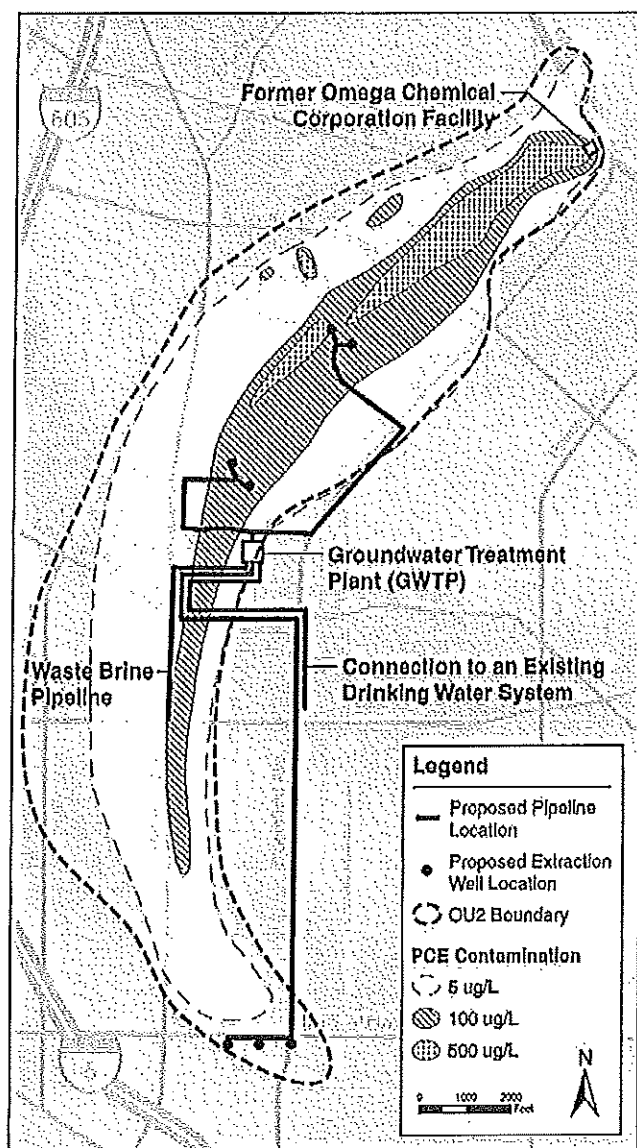 605
Former Omega Chemical
Corporation Facility
Groundwater Treatment
Plant (GWTP)
Waste Brine
Pipeline
Connection to an Existing
Drinking Water System
Legend
Proposed Pipeline
Location
Proposed Extraction
Well Location
OU2 Boundary
PCE Contamination
5 ug/L
100 ug/L
500 ug/L
N
0 1000 2000
Feet
5